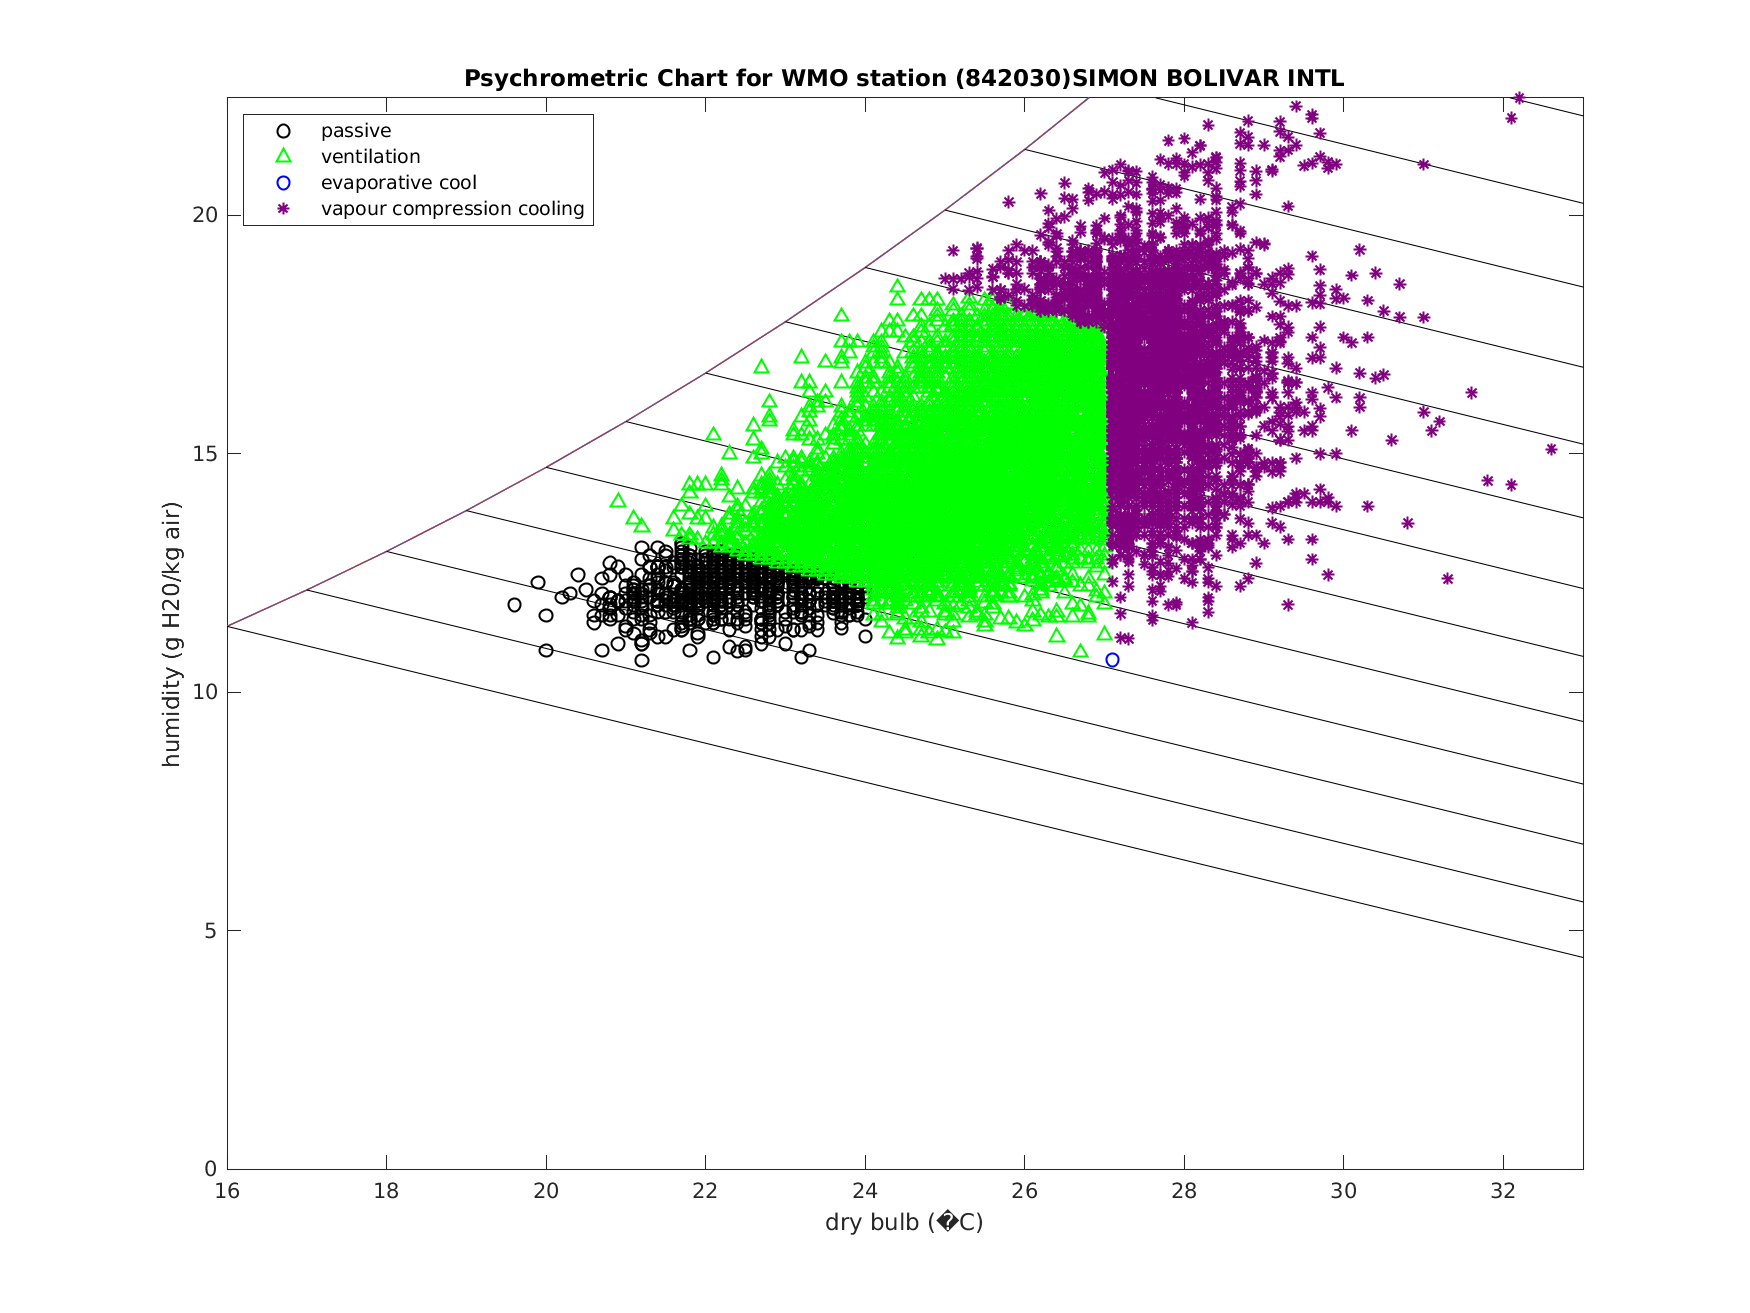 Psychrometric Chart for WMO station (842030)SIMON BOLIVAR INTL
passive
ventilation
evaporative cool
vapour compression cooling
humidity (g H20/kg air)
20
15
10
5
0
16 18 20 22 24 26 28 30 32
dry bulb (�C)